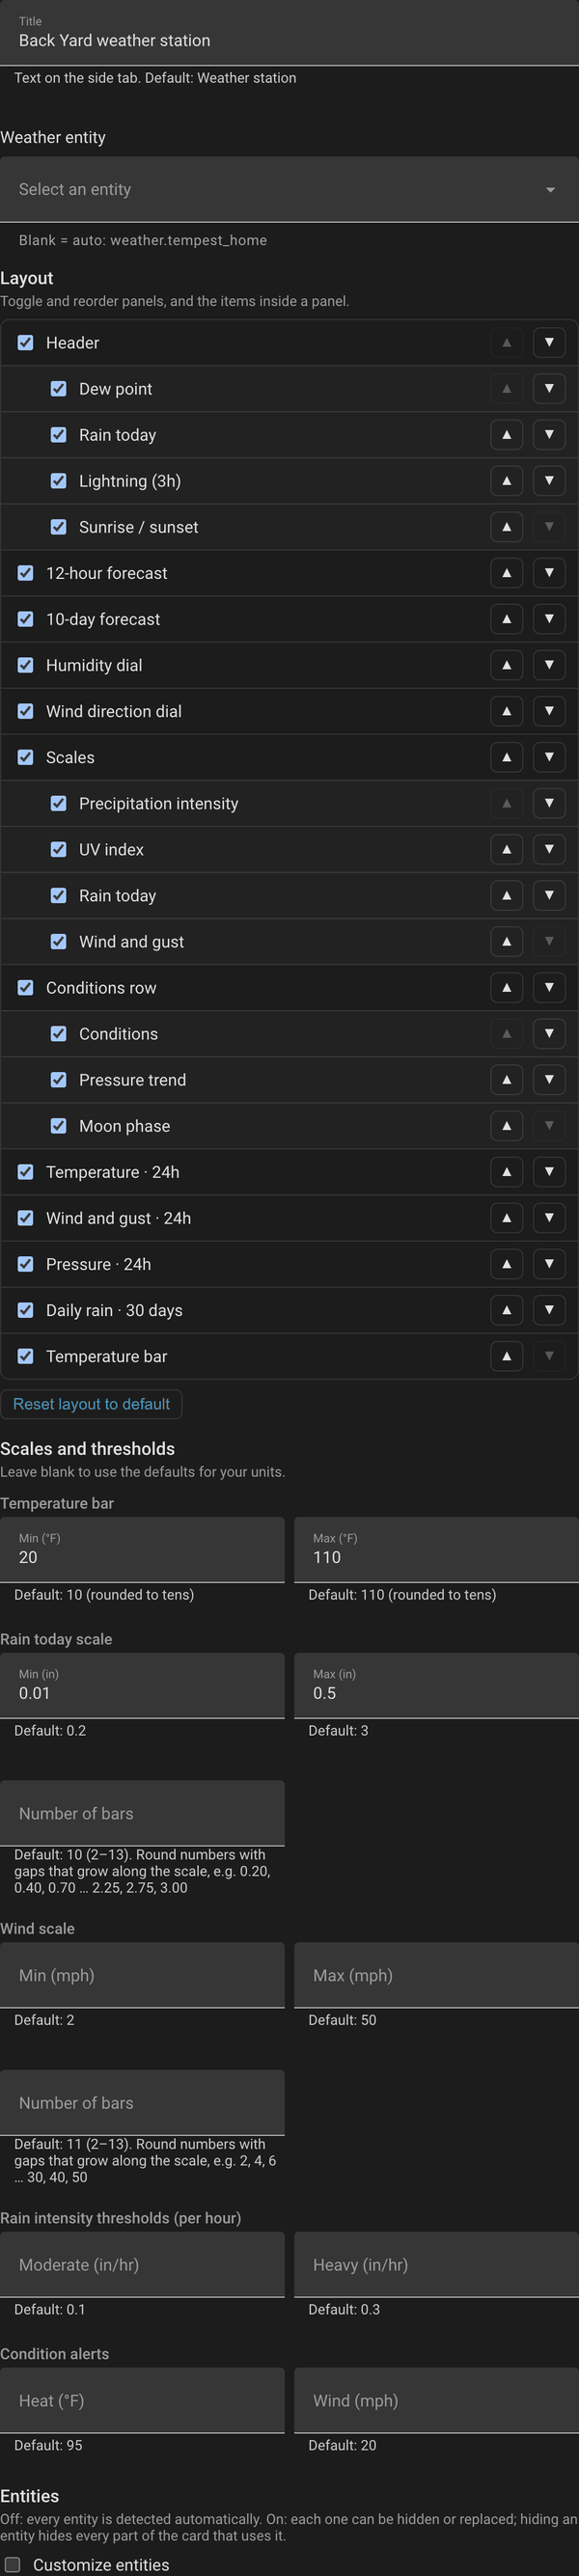 Title
Back Yard weather station
Text on the side tab. Default: Weather station
Weather entity
Select an entity
Blank = auto: weather.tempest_home
Layout
Toggle and reorder panels, and the items inside a panel.
Header
Dew point
Rain today
Lightning (3h)
Sunrise / sunset
12-hour forecast
10-day forecast
Humidity dial
Wind direction dial
Scales
Precipitation intensity
UV index
Rain today
Wind and gust
Conditions row
Conditions
Pressure trend
Moon phase
Temperature · 24h
Wind and gust · 24h
Pressure · 24h
Daily rain · 30 days
Temperature bar
Reset layout to default
Scales and thresholds
Leave blank to use the defaults for your units.
Temperature bar
Min (°F) Max (°F)
20 110
Default: 10 (rounded to tens) Default: 110 (rounded to tens)
Rain today scale
Min (in) Max (in)
0.01 0.5
Default: 0.2 Default: 3
Number of bars
Default: 10 (2–13). Round numbers with
gaps that grow along the scale, e.g. 0.20,
0.40, 0.70 … 2.25, 2.75, 3.00
Wind scale
Min (mph) Max (mph)
Default: 2 Default: 50
Number of bars
Default: 11 (2–13). Round numbers with
gaps that grow along the scale, e.g. 2, 4, 6
… 30, 40, 50
Rain intensity thresholds (per hour)
Moderate (in/hr) Heavy (in/hr)
Default: 0.1 Default: 0.3
Condition alerts
Heat (°F) Wind (mph)
Default: 95 Default: 20
Entities
Off: every entity is detected automatically. On: each one can be hidden or replaced; hiding an
entity hides every part of the card that uses it.
Customize entities